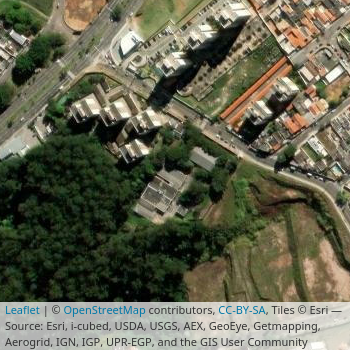 Leaflet | © OpenStreetMap contributors, CC-BY-SA, Tiles © Esri —
Source: Esri, i-cubed, USDA, USGS, AEX, GeoEye, Getmapping,
Aerogrid, IGN, IGP, UPR-EGP, and the GIS User Community